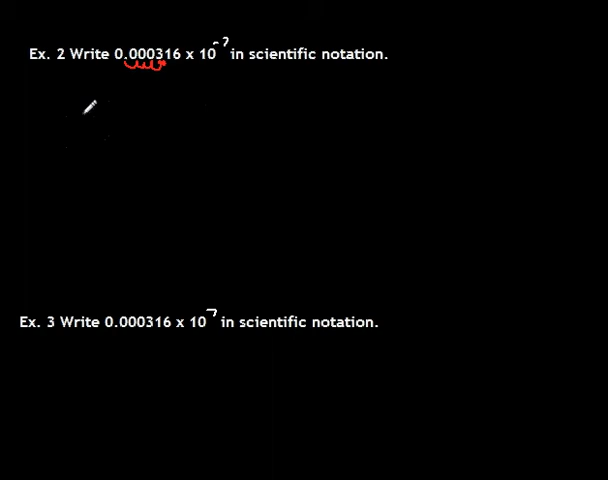 Ex. 2 Write 0.000316 x 10⁻⁷ in scientific notation.
Ex. 3 Write 0.000316 x 10⁷ in scientific notation.